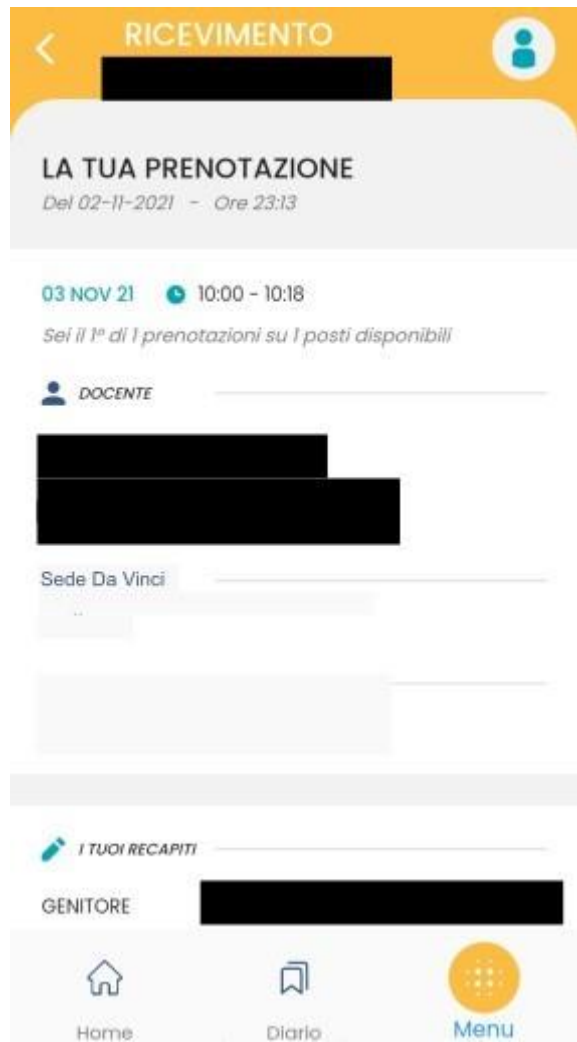 RICEVIMENTO
LA TUA PRENOTAZIONE
Del 02-11-2021 - Ore 23:13
03 NOV 21 10:00 - 10:18
Sei il 1° di 1 prenotazioni su 1 posti disponibili
DOCENTE
Sede Da Vinci
I TUOI RECAPITI
GENITORE
Home Diario Menu